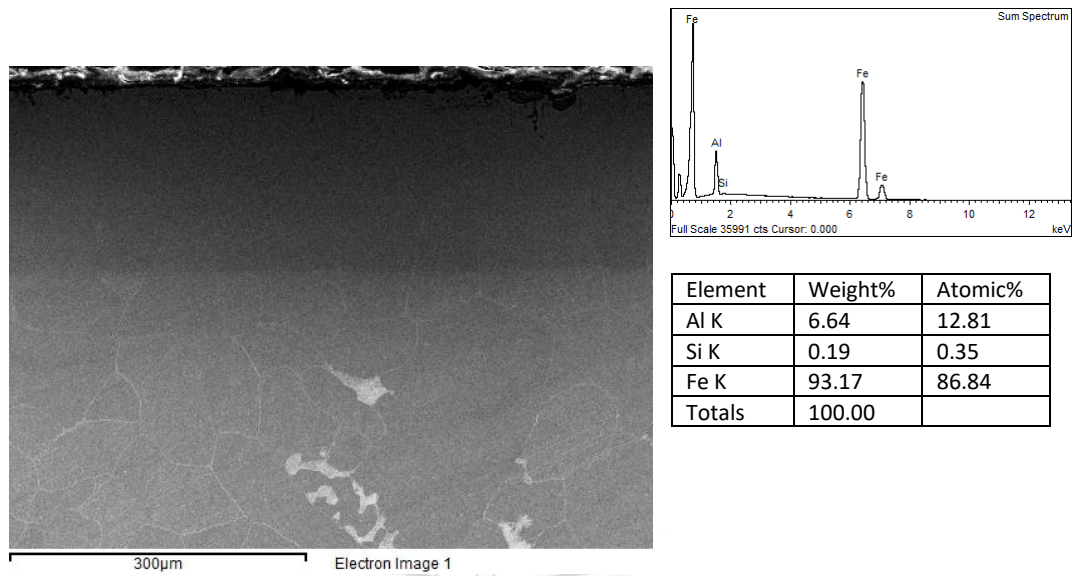 Sum Spectrum
Fe
Fe
Al
Si
Fe
2 4 6 8 10 12
Full Scale 35991 cts Cursor: 0.000 keV
Element Weight% Atomic%
Al K 6.64 12.81
Si K 0.19 0.35
Fe K 93.17 86.84
Totals 100.00
300µm Electron Image 1